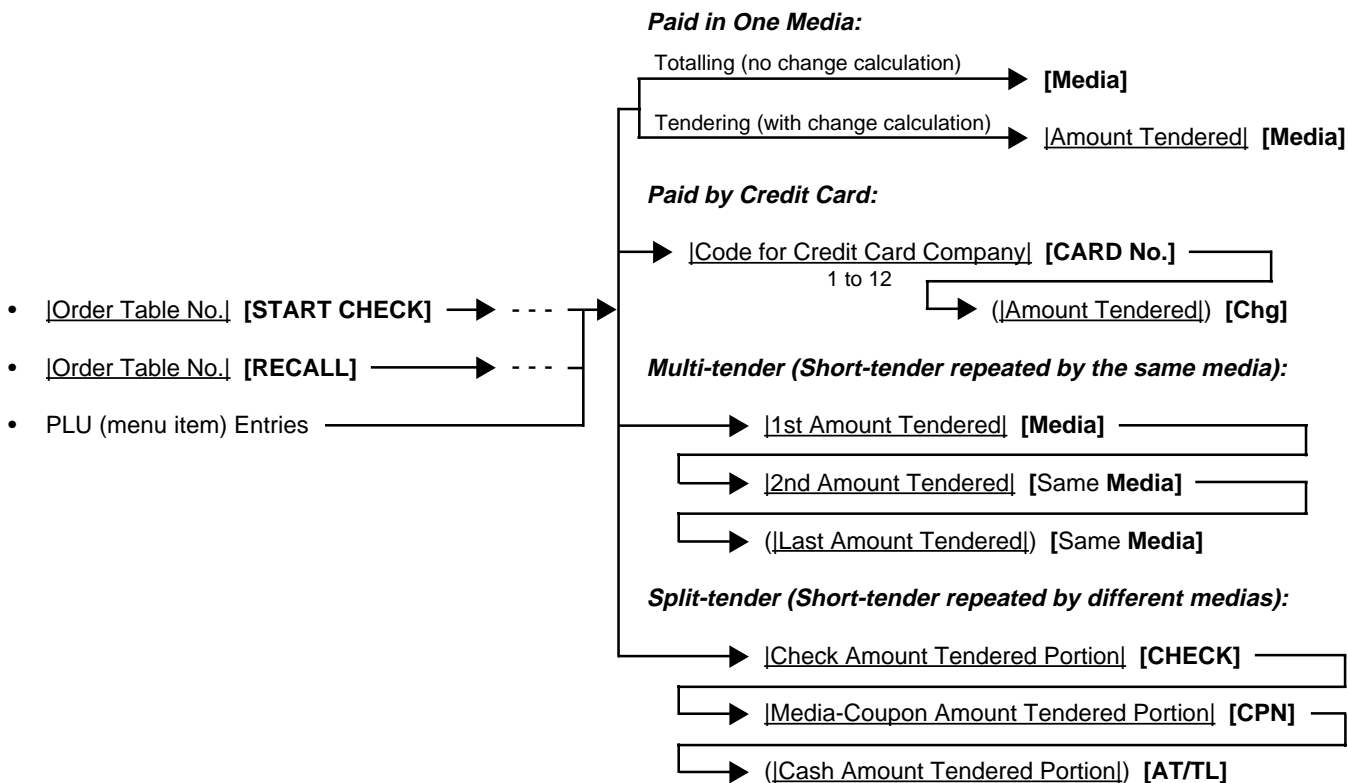 Paid in One Media:
Totalling (no change calculation)
[Media]
Tendering (with change calculation)
|Amount Tendered| [Media]
Paid by Credit Card:
|Code for Credit Card Company| [CARD No.]
1 to 12
(|Amount Tendered|) [Chg]
• |Order Table No.| [START CHECK] - - -
• |Order Table No.| [RECALL] - - -
• PLU (menu item) Entries
Multi-tender (Short-tender repeated by the same media):
|1st Amount Tendered| [Media]
|2nd Amount Tendered| [Same Media]
(|Last Amount Tendered|) [Same Media]
Split-tender (Short-tender repeated by different medias):
|Check Amount Tendered Portion| [CHECK]
|Media-Coupon Amount Tendered Portion| [CPN]
(|Cash Amount Tendered Portion|) [AT/TL]